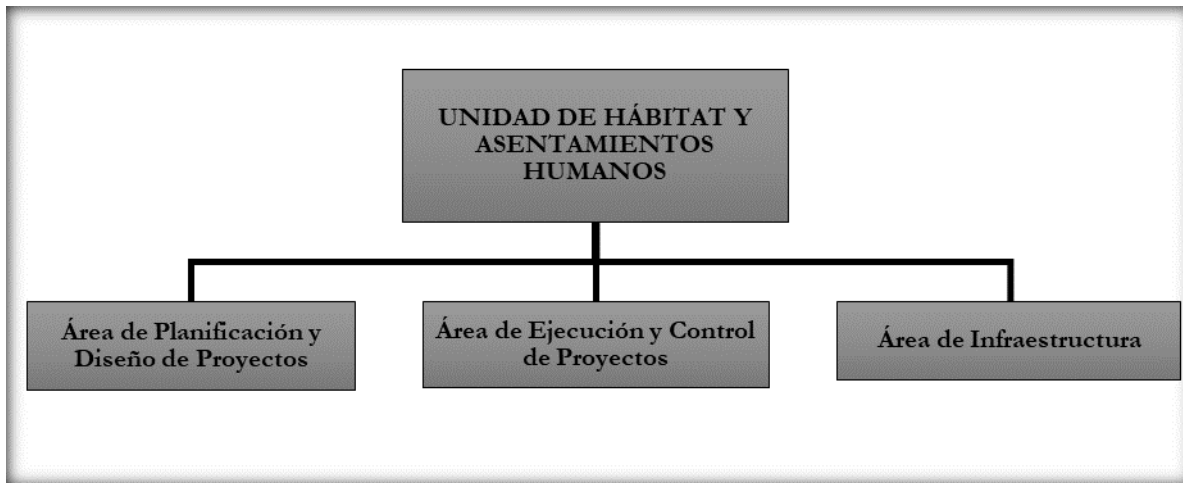 UNIDAD DE HÁBITAT Y
ASENTAMIENTOS
HUMANOS
Área de Planificación y
Diseño de Proyectos
Área de Ejecución y Control
de Proyectos
Área de Infraestructura